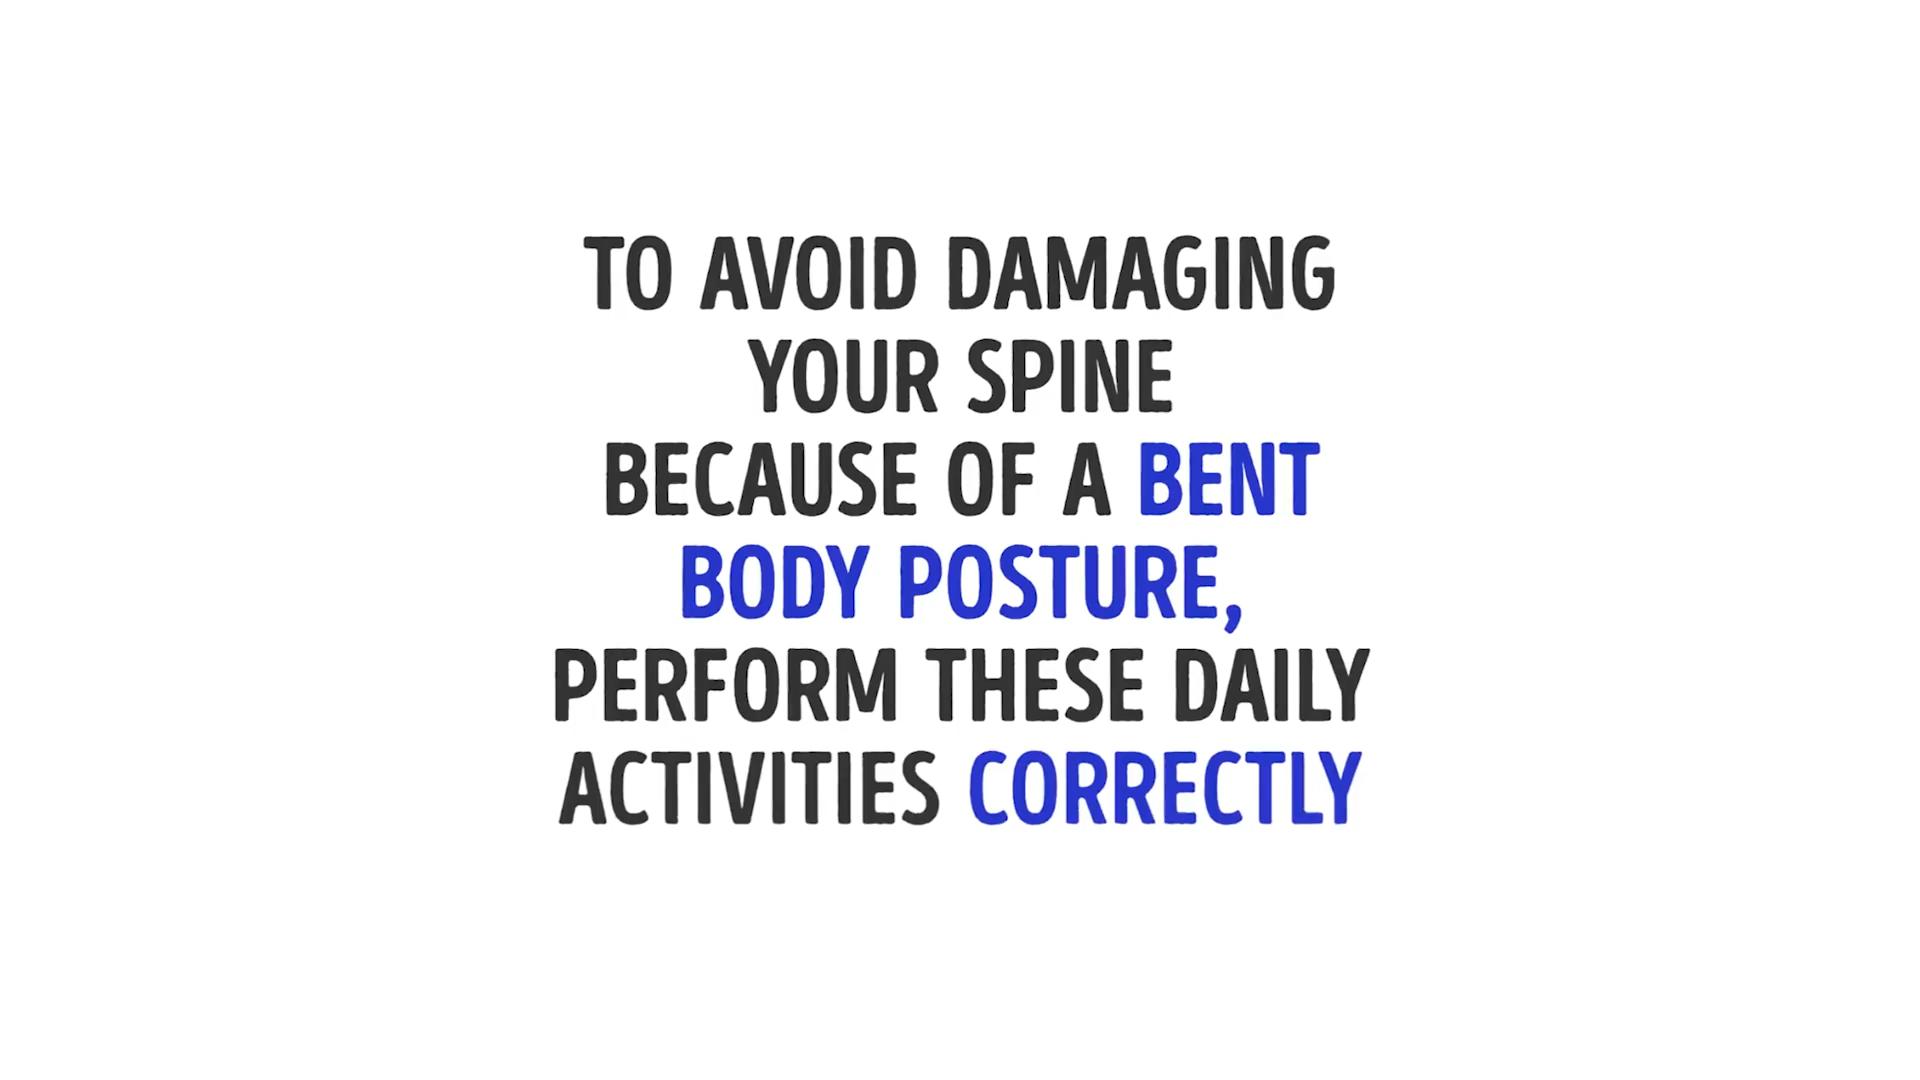 TO AVOID DAMAGING
YOUR SPINE
BECAUSE OF A BENT
BODY POSTURE,
PERFORM THESE DAILY
ACTIVITIES CORRECTLY